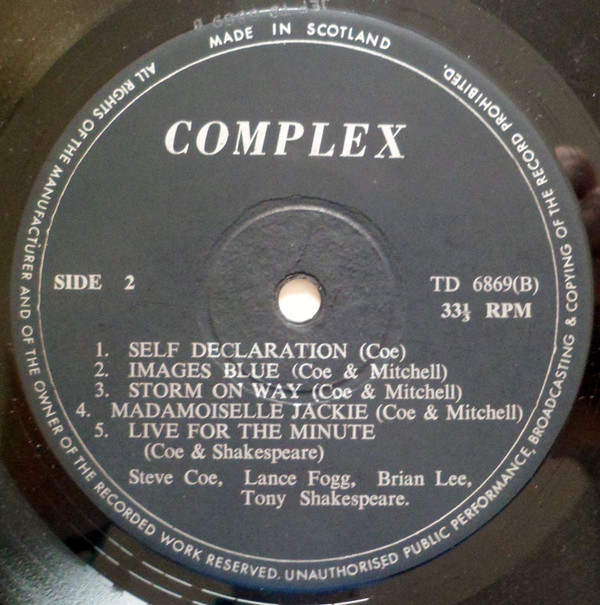 MADE IN SCOTLAND
ALL RIGHTS OF THE MANUFACTURER AND OF THE OWNER OF THE RECORDED WORK RESERVED. UNAUTHORISED PUBLIC PERFORMANCE, BROADCASTING & COPYING OF THE RECORD PROHIBITED.
COMPLEX
SIDE 2
TD 6869(B)
33⅓ RPM
1. SELF DECLARATION (Coe)
2. IMAGES BLUE (Coe & Mitchell)
3. STORM ON WAY (Coe & Mitchell)
4. MADAMOISELLE JACKIE (Coe & Mitchell)
5. LIVE FOR THE MINUTE
(Coe & Shakespeare)
Steve Coe, Lance Fogg, Brian Lee,
Tony Shakespeare.